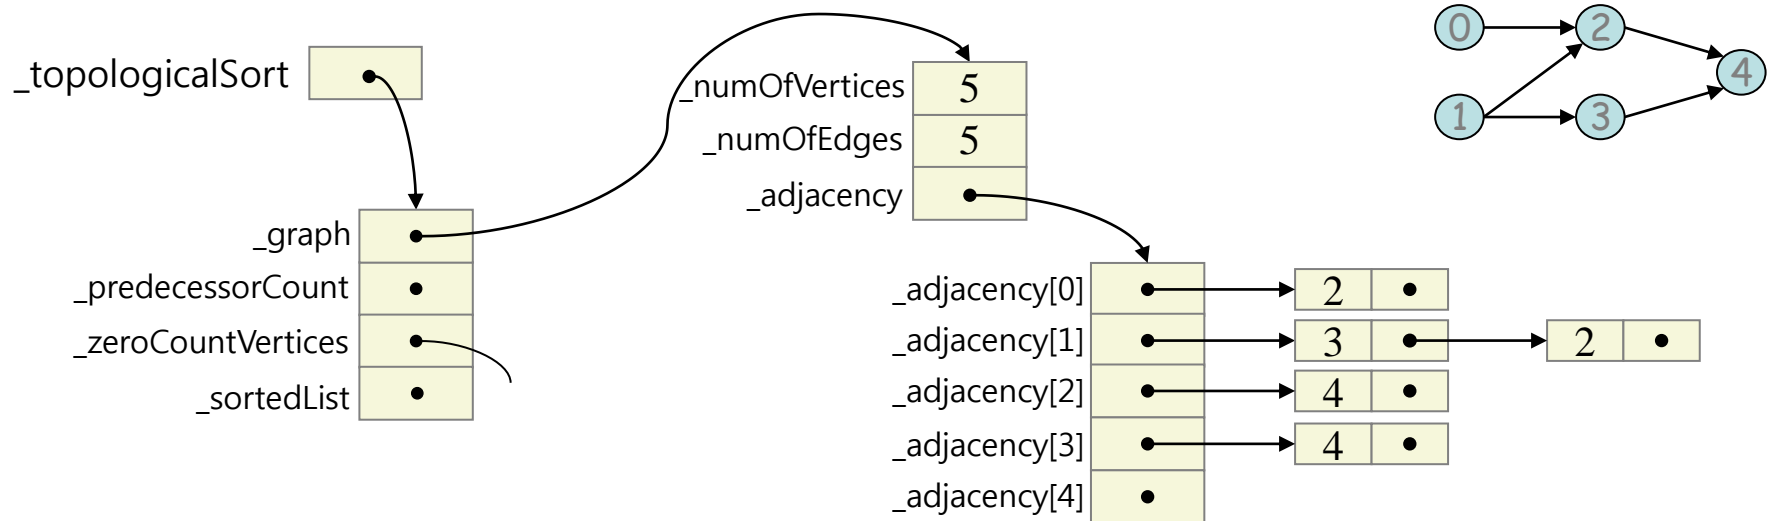 _topologicalSort
_graph
_predecessorCount
_zeroCountVertices
_sortedList
_numOfVertices 5
_numOfEdges 5
_adjacency
_adjacency[0] 2
_adjacency[1] 3 2
_adjacency[2] 4
_adjacency[3] 4
_adjacency[4]
0 2
4
1 3